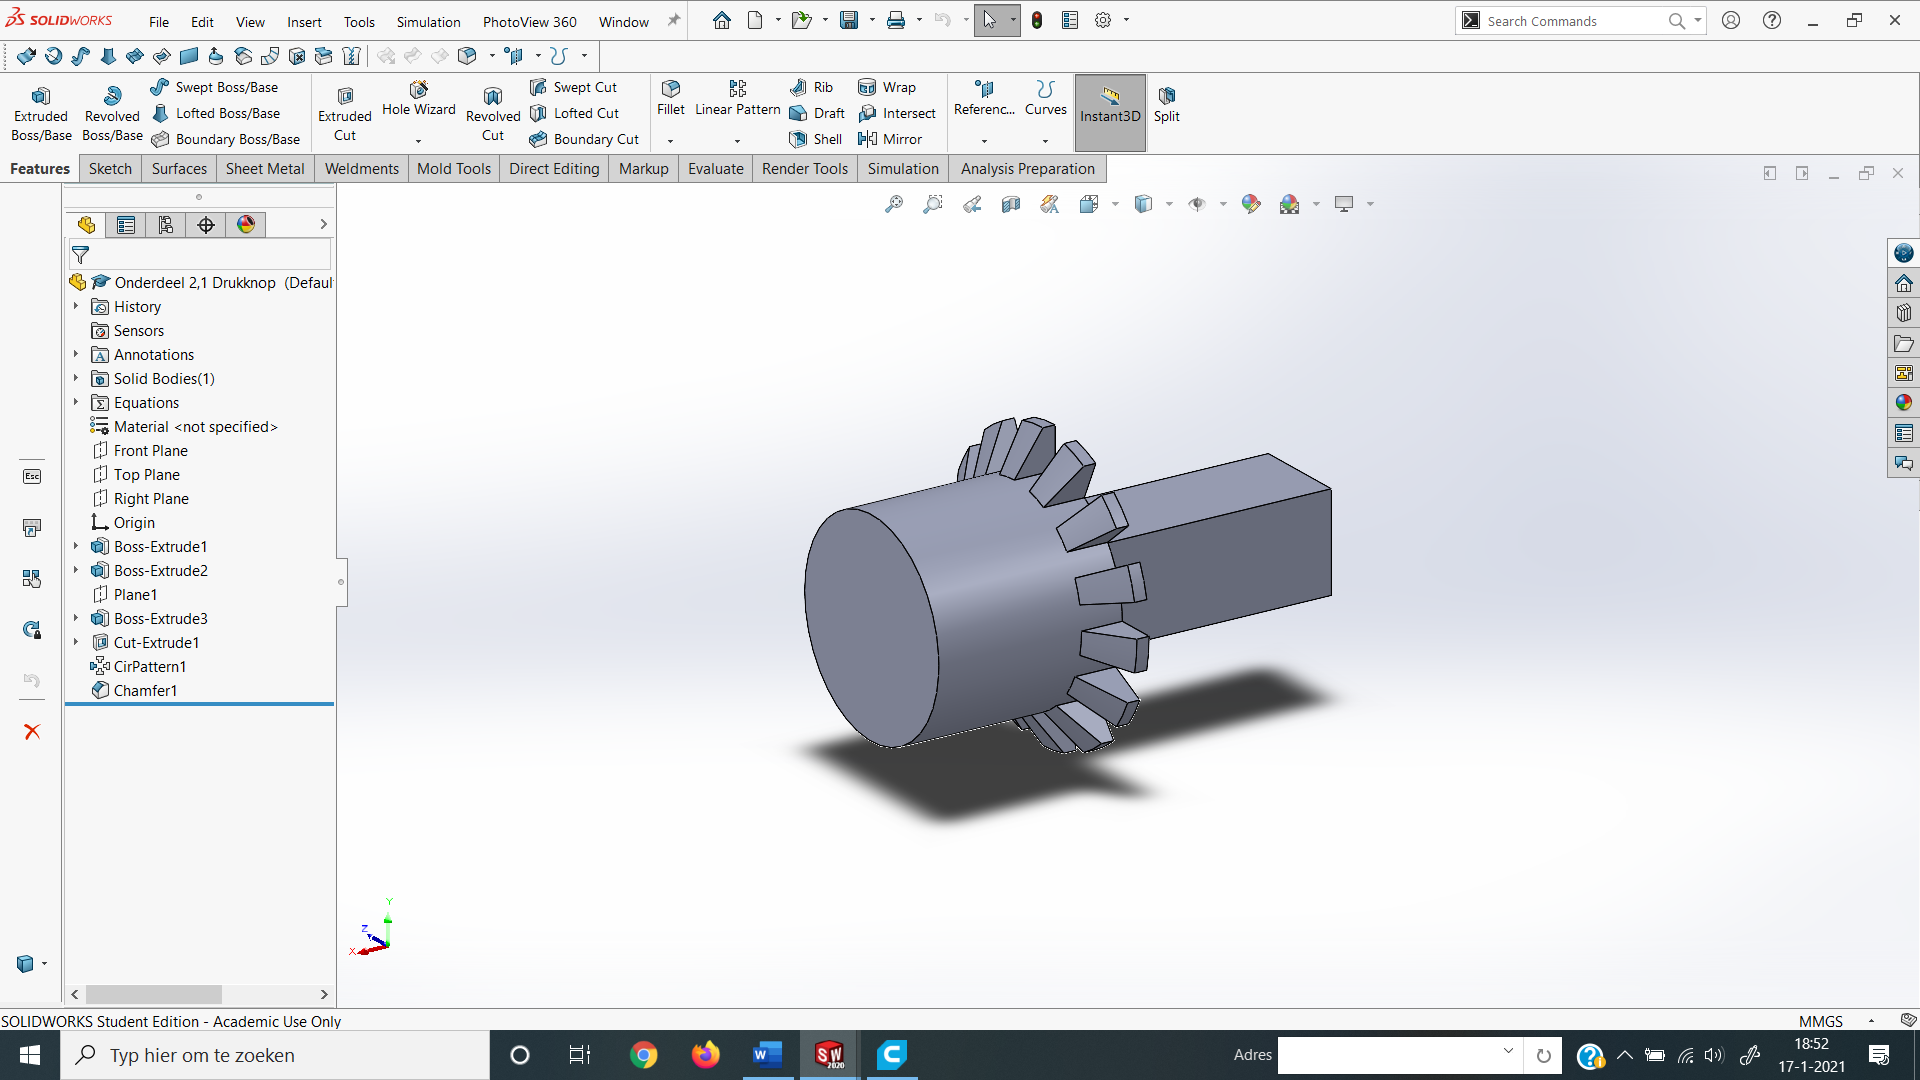 SOLIDWORKS
File Edit View Insert Tools Simulation PhotoView 360 Window
Search Commands
Extruded Boss/Base
Revolved Boss/Base
Swept Boss/Base
Lofted Boss/Base
Boundary Boss/Base
Extruded Cut
Hole Wizard
Revolved Cut
Swept Cut
Lofted Cut
Boundary Cut
Fillet
Linear Pattern
Rib
Draft
Shell
Wrap
Intersect
Mirror
Referenc...
Curves
Instant3D
Split
Features Sketch Surfaces Sheet Metal Weldments Mold Tools Direct Editing Markup Evaluate Render Tools Simulation Analysis Preparation
Onderdeel 2,1 Drukknop (Defaul
History
Sensors
Annotations
Solid Bodies(1)
Equations
Material <not specified>
Front Plane
Top Plane
Right Plane
Origin
Boss-Extrude1
Boss-Extrude2
Plane1
Boss-Extrude3
Cut-Extrude1
CirPattern1
Chamfer1
Esc
Y
Z
X
SOLIDWORKS Student Edition - Academic Use Only
MMGS
Typ hier om te zoeken
W
SW
2020
Adres
18:52
17-1-2021